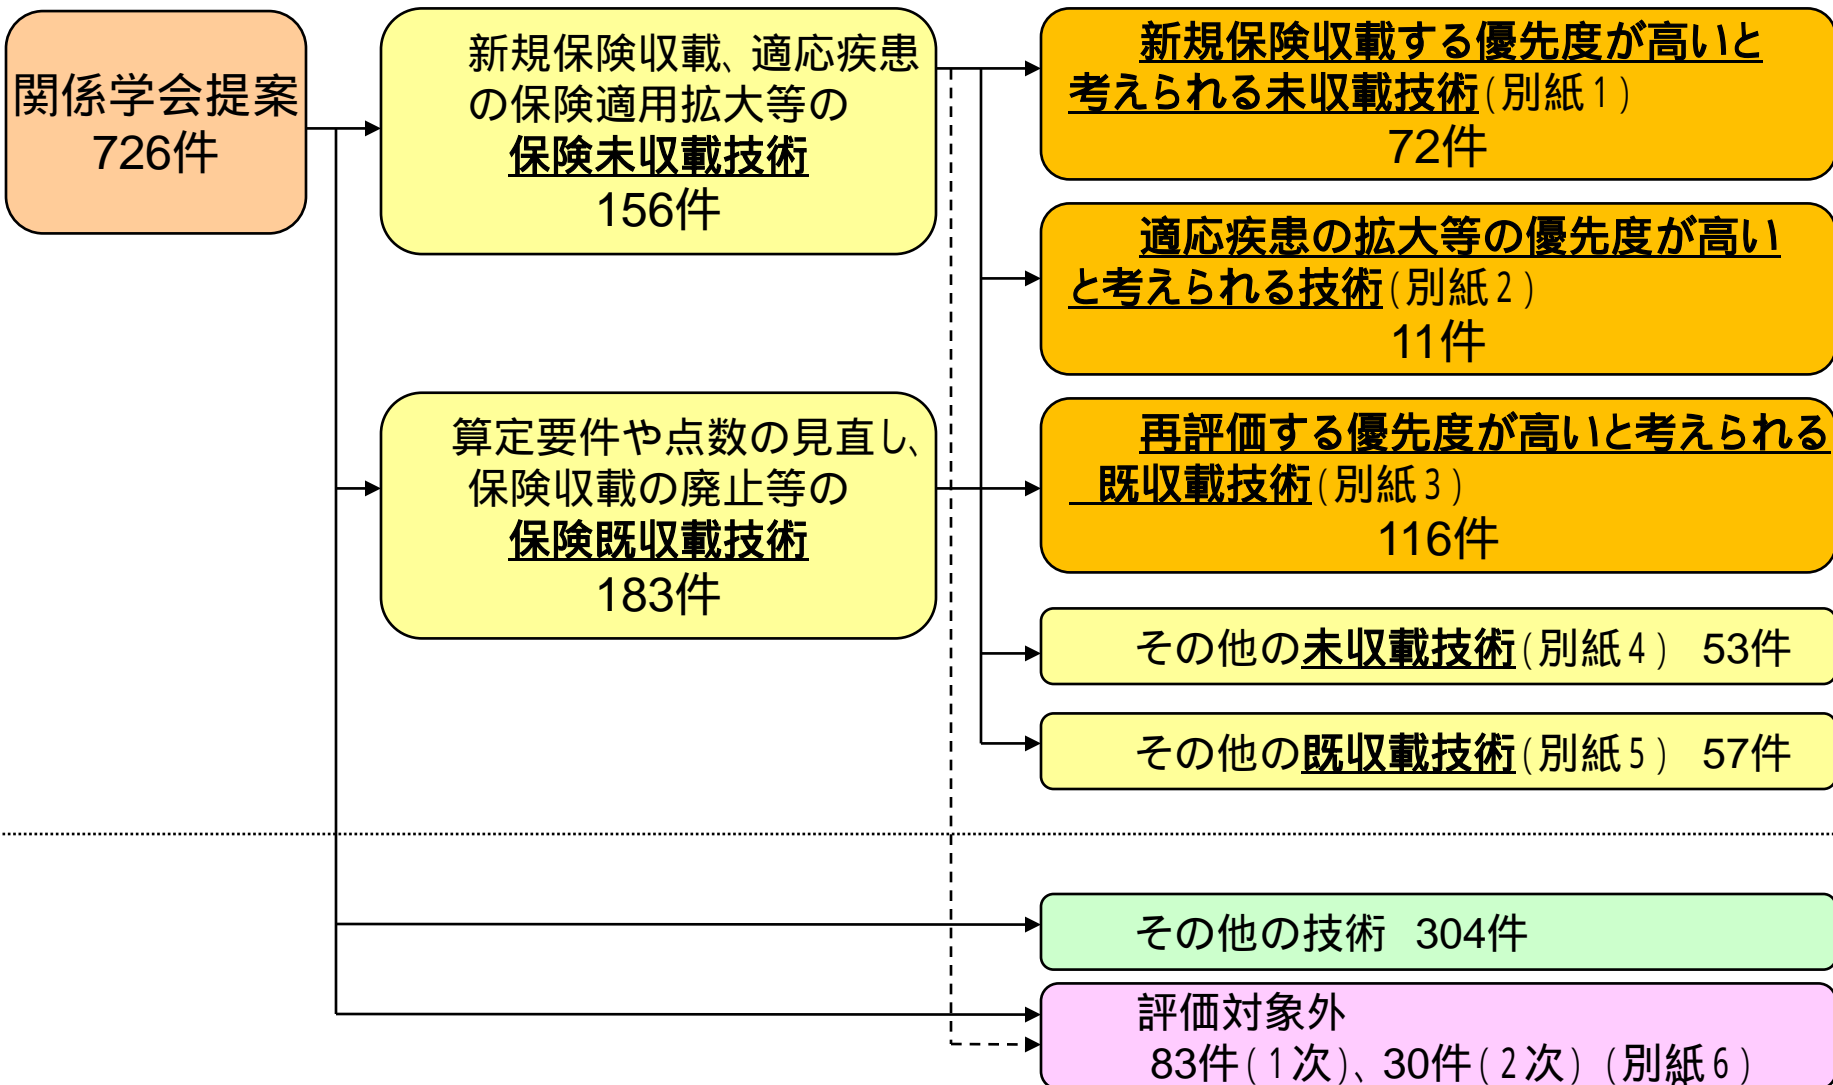 関係学会提案
726件
新規保険収載、適応疾患
の保険適用拡大等の
保険未収載技術
156件
算定要件や点数の見直し、
保険収載の廃止等の
保険既収載技術
183件
新規保険収載する優先度が高いと
考えられる未収載技術(別紙1)
72件
適応疾患の拡大等の優先度が高い
と考えられる技術(別紙2)
11件
再評価する優先度が高いと考えられる
既収載技術(別紙3)
116件
その他の未収載技術(別紙4) 53件
その他の既収載技術(別紙5) 57件
その他の技術 304件
評価対象外
83件(1次)、30件(2次)(別紙6)